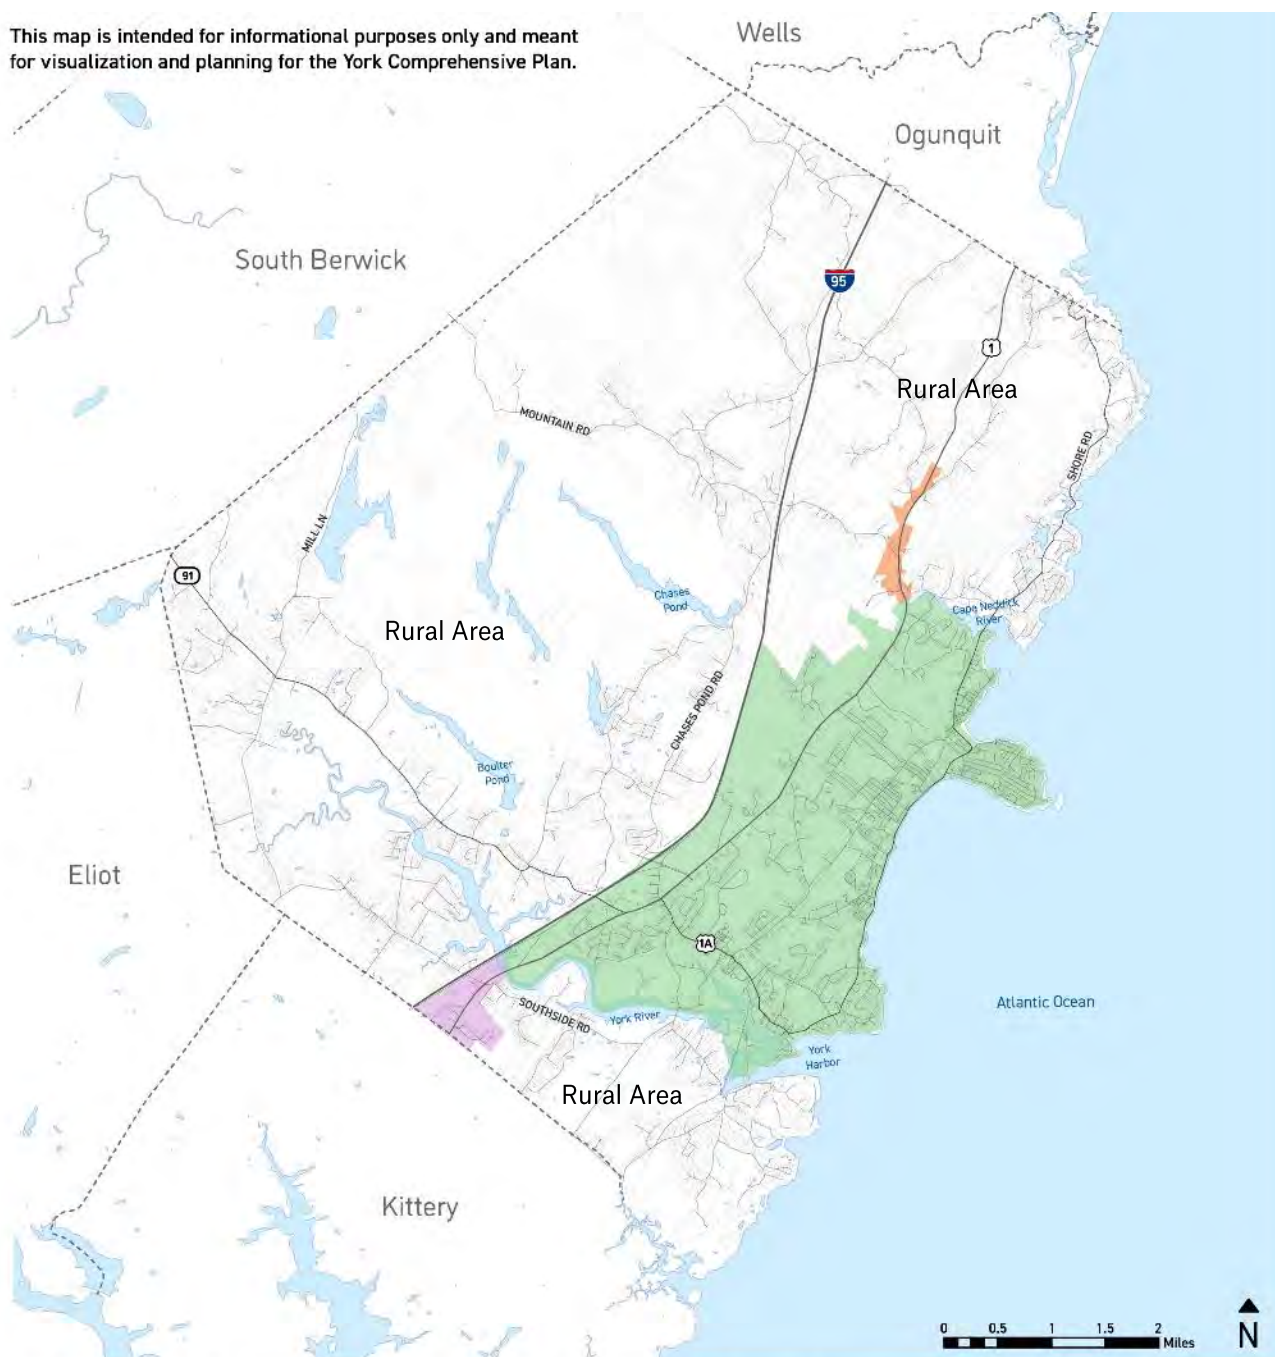 This map is intended for informational purposes only and meant
for visualization and planning for the York Comprehensive Plan.
Wells
Ogunquit
South Berwick
95
1
Rural Area
MOUNTAIN RD
SHORE RD
MILL LN
91
Chases
Pond
Cape Neddick
River
Rural Area
CHASES POND RD
Boulter
Pond
Eliot
1A
Atlantic Ocean
SOUTHSIDE RD
York River
York
Harbor
Rural Area
Kittery
0 0.5 1 1.5 2
Miles
N